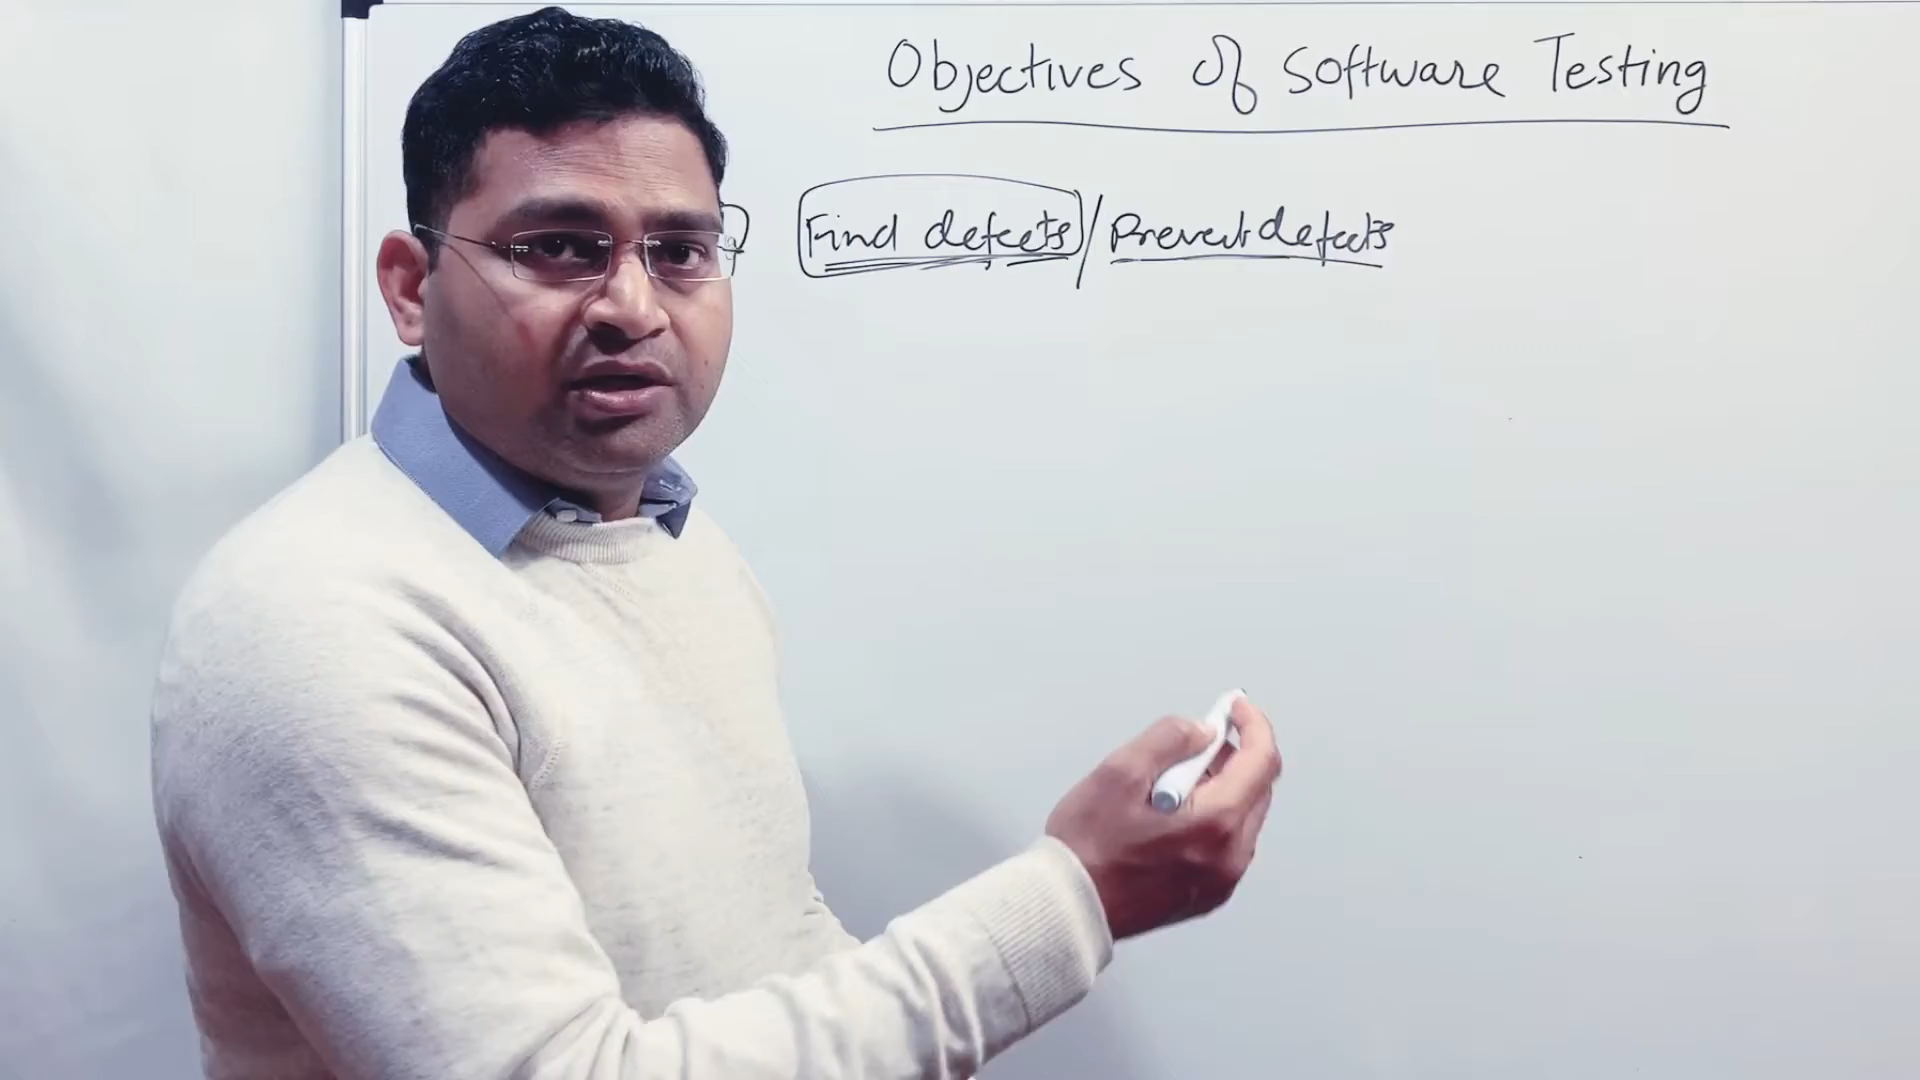 Objectives Of Software Testing
Find defects / Prevent defects